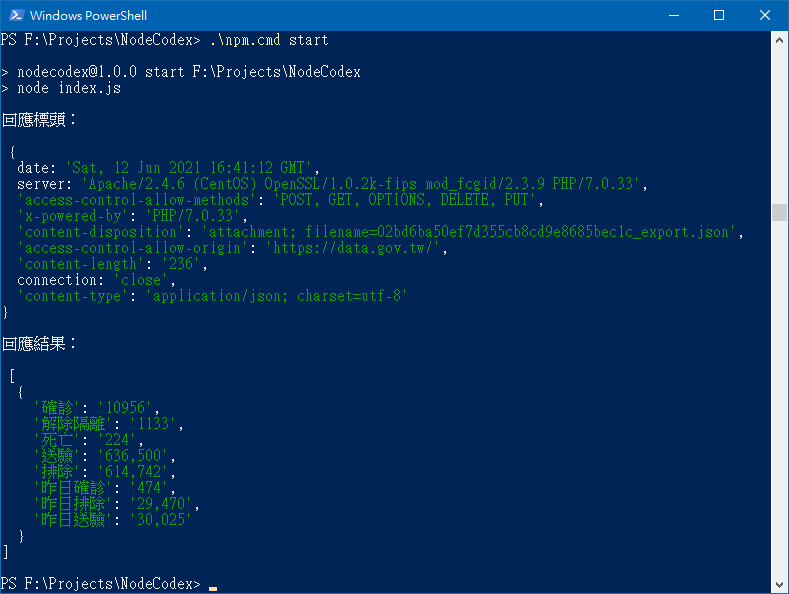 Windows PowerShell
PS F:\Projects\NodeCodex> .\npm.cmd start
> nodecodex@1.0.0 start F:\Projects\NodeCodex
> node index.js
回應標頭：
{
date: 'Sat, 12 Jun 2021 16:41:12 GMT',
server: 'Apache/2.4.6 (CentOS) OpenSSL/1.0.2k-fips mod_fcgid/2.3.9 PHP/7.0.33',
'access-control-allow-methods': 'POST, GET, OPTIONS, DELETE, PUT',
'x-powered-by': 'PHP/7.0.33',
'content-disposition': 'attachment; filename=02bd6ba50ef7d355cb8cd9e8685bec1c_export.json',
'access-control-allow-origin': 'https://data.gov.tw/',
'content-length': '236',
connection: 'close',
'content-type': 'application/json; charset=utf-8'
}
回應結果：
[
{
'確診': '10956',
'解除隔離': '1133',
'死亡': '224',
'送驗': '636,500',
'排除': '614,742',
'昨日確診': '474',
'昨日排除': '29,470',
'昨日送驗': '30,025'
}
]
PS F:\Projects\NodeCodex>